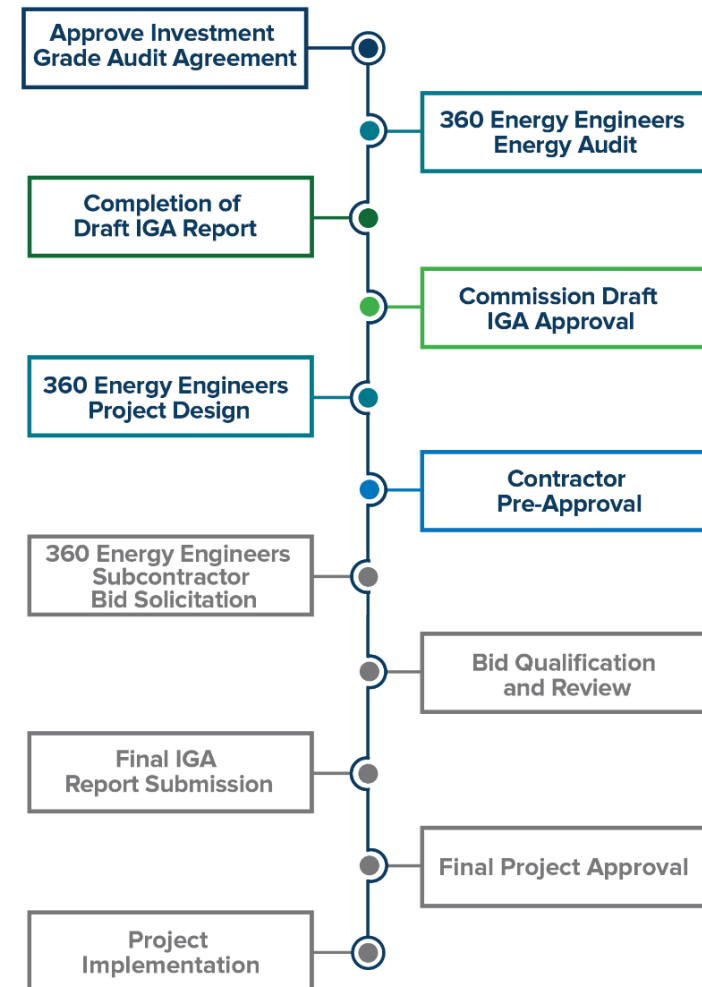 Approve Investment
Grade Audit Agreement
360 Energy Engineers
Energy Audit
Completion of
Draft IGA Report
Commission Draft
IGA Approval
360 Energy Engineers
Project Design
Contractor
Pre-Approval
360 Energy Engineers
Subcontractor
Bid Solicitation
Bid Qualification
and Review
Final IGA
Report Submission
Final Project Approval
Project
Implementation